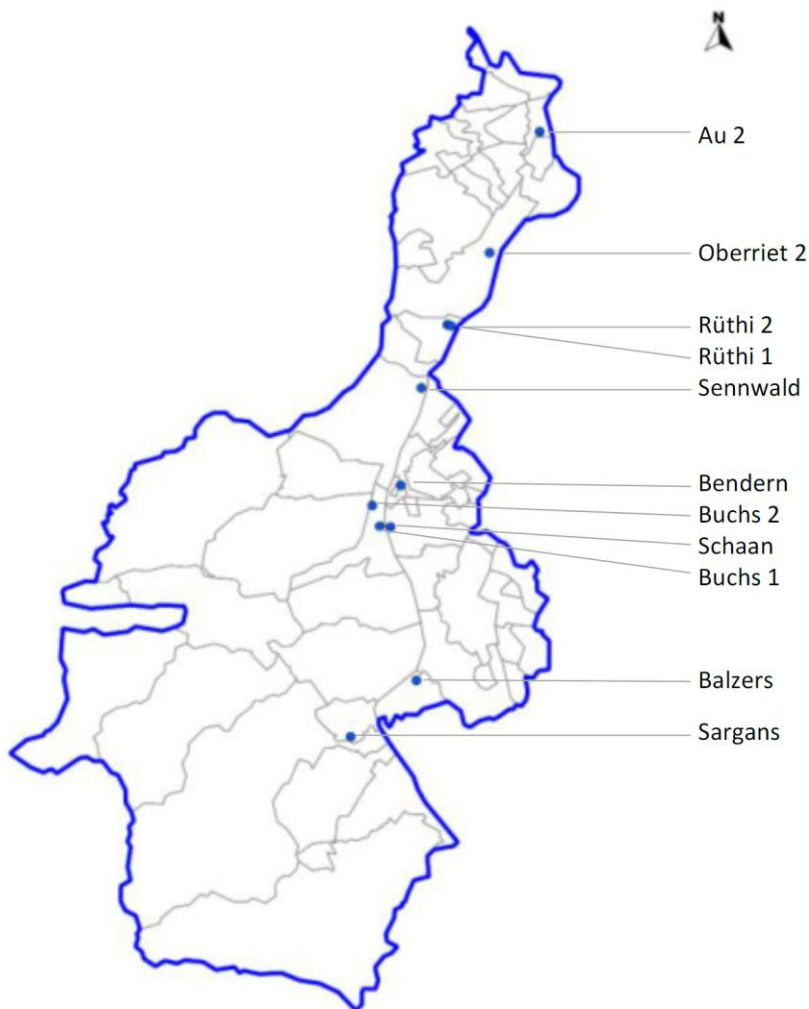 N
Au 2
Oberriet 2
Rüthi 2
Rüthi 1
Sennwald
Bendern
Buchs 2
Schaan
Buchs 1
Balzers
Sargans